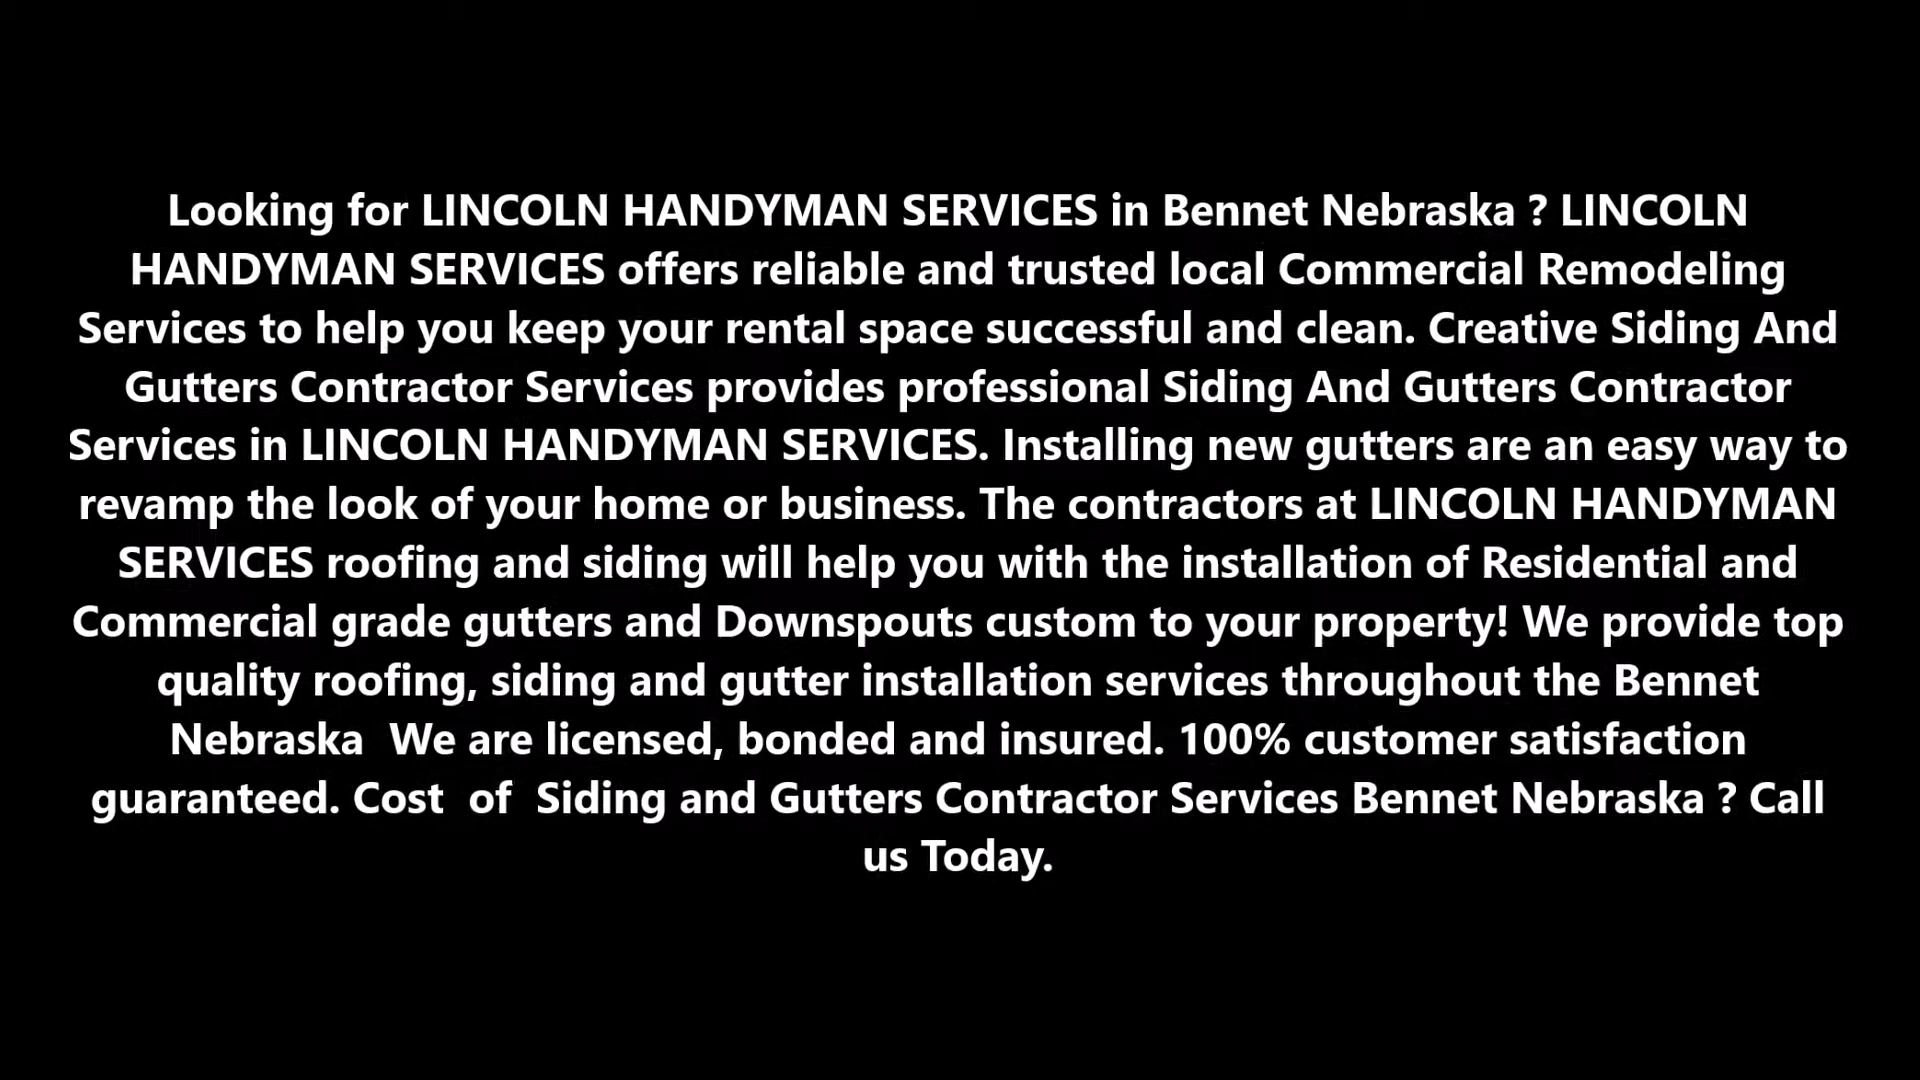 Looking for LINCOLN HANDYMAN SERVICES in Bennet Nebraska ? LINCOLN
HANDYMAN SERVICES offers reliable and trusted local Commercial Remodeling
Services to help you keep your rental space successful and clean. Creative Siding And
Gutters Contractor Services provides professional Siding And Gutters Contractor
Services in LINCOLN HANDYMAN SERVICES. Installing new gutters are an easy way to
revamp the look of your home or business. The contractors at LINCOLN HANDYMAN
SERVICES roofing and siding will help you with the installation of Residential and
Commercial grade gutters and Downspouts custom to your property! We provide top
quality roofing, siding and gutter installation services throughout the Bennet
Nebraska  We are licensed, bonded and insured. 100% customer satisfaction
guaranteed. Cost  of  Siding and Gutters Contractor Services Bennet Nebraska ? Call
us Today.